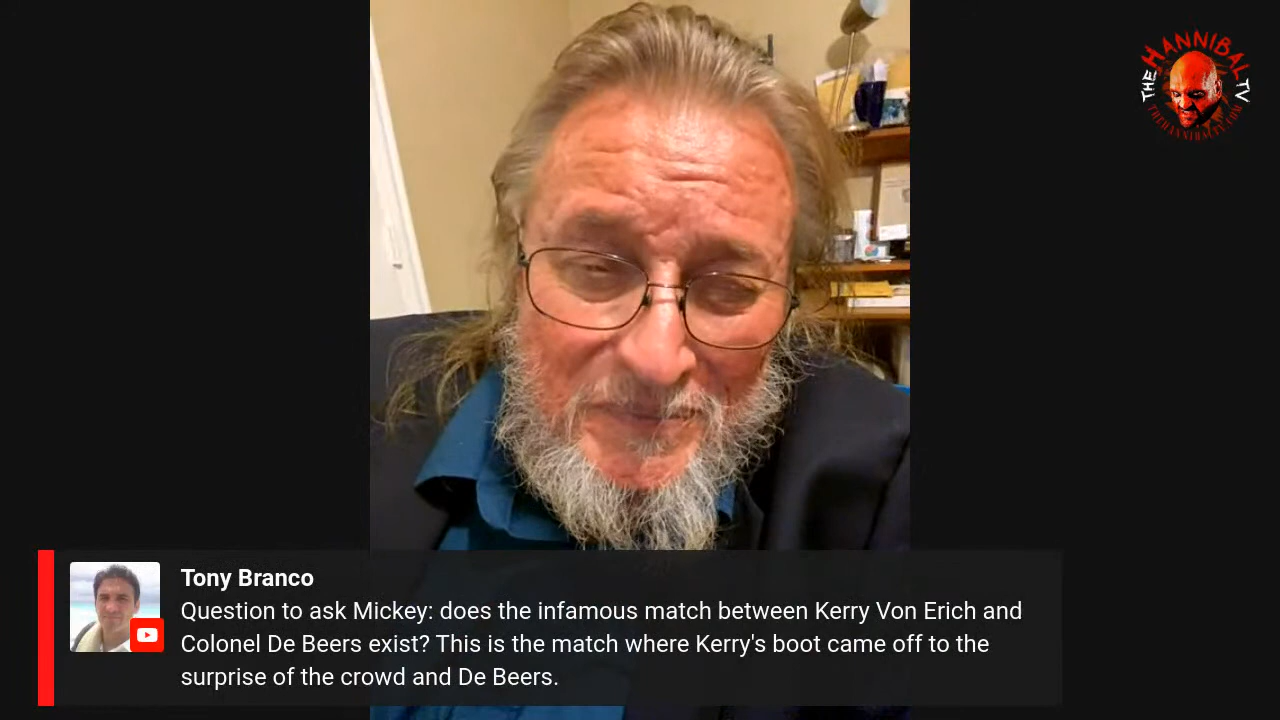 THE HANNIBAL TV
THEHANNIBALTV.COM
Tony Branco
Question to ask Mickey: does the infamous match between Kerry Von Erich and
Colonel De Beers exist? This is the match where Kerry's boot came off to the
surprise of the crowd and De Beers.